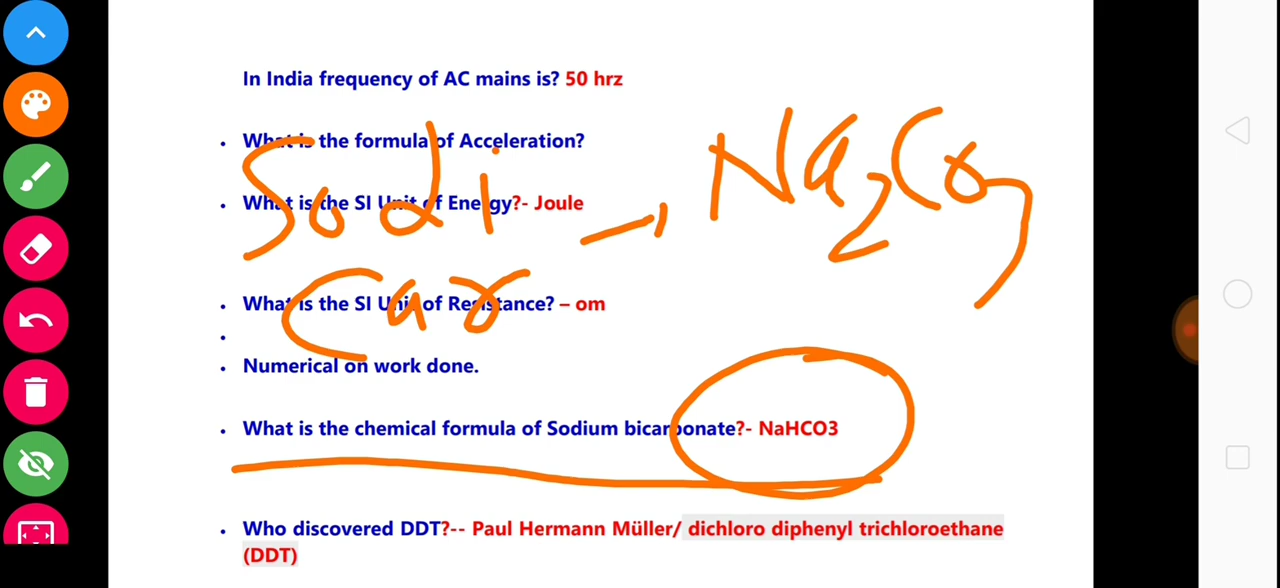 In India frequency of AC mains is? 50 hrz
• What is the formula of Acceleration?
Sodi → Na2Co3
• What is the SI Unit of Energy?- Joule
Car
• What is the SI Unit of Resistance? – om
•
• Numerical on work done.
• What is the chemical formula of Sodium bicarbonate?- NaHCO3
• Who discovered DDT?-- Paul Hermann Müller/ dichloro diphenyl trichloroethane
(DDT)